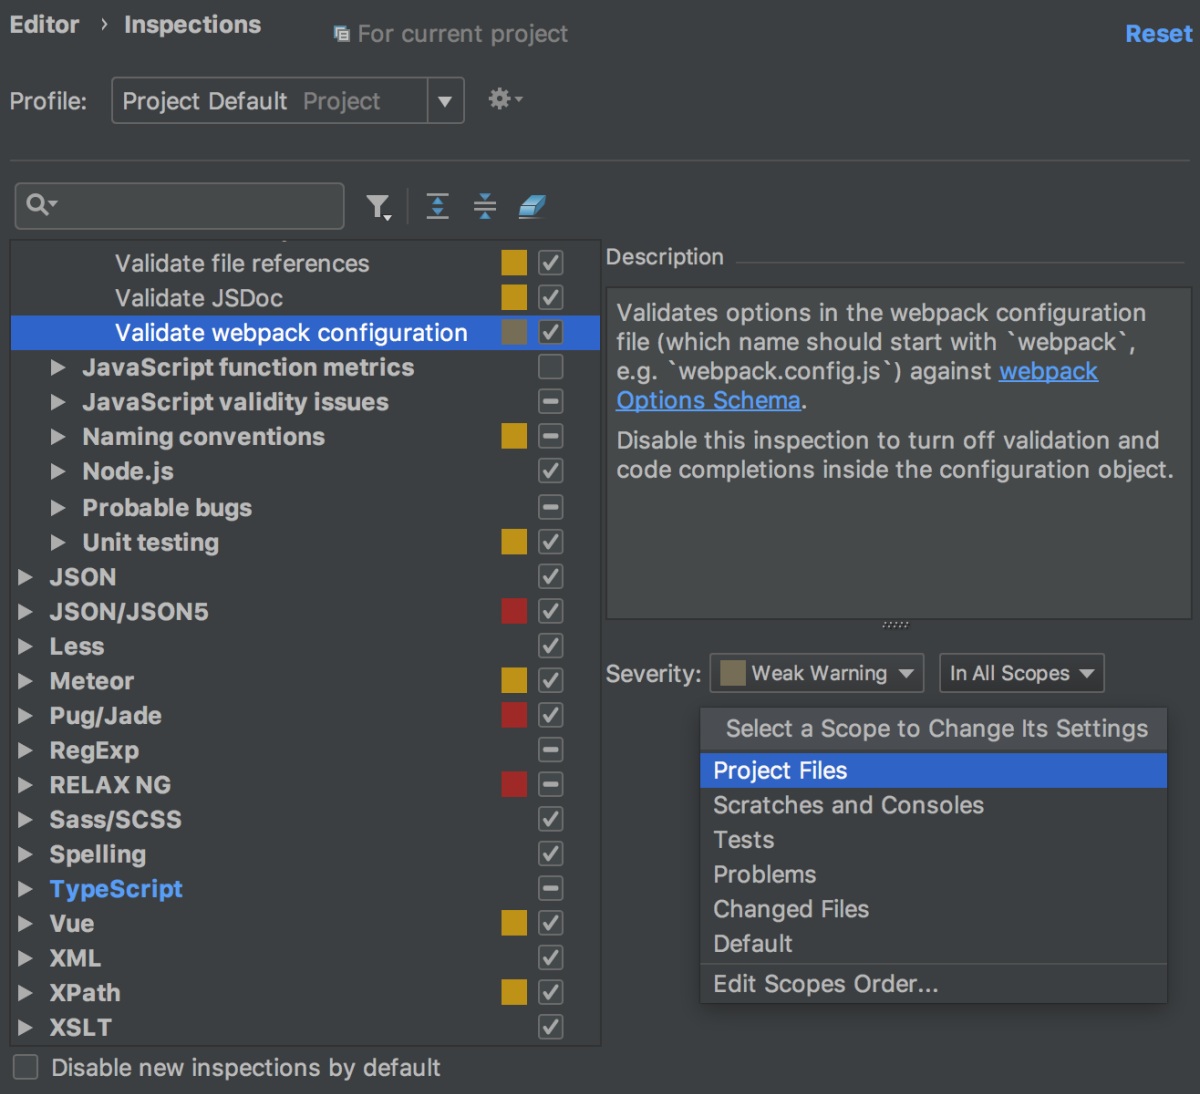 Editor › Inspections
For current project
Reset
Profile:
Project Default Project
Validate file references
Validate JSDoc
Validate webpack configuration
JavaScript function metrics
JavaScript validity issues
Naming conventions
Node.js
Probable bugs
Unit testing
JSON
JSON/JSON5
Less
Meteor
Pug/Jade
RegExp
RELAX NG
Sass/SCSS
Spelling
TypeScript
Vue
XML
XPath
XSLT
Disable new inspections by default
Description
Validates options in the webpack configuration
file (which name should start with `webpack`,
e.g. `webpack.config.js`) against webpack
Options Schema.
Disable this inspection to turn off validation and
code completions inside the configuration object.
Severity: Weak Warning In All Scopes
Select a Scope to Change Its Settings
Project Files
Scratches and Consoles
Tests
Problems
Changed Files
Default
Edit Scopes Order...